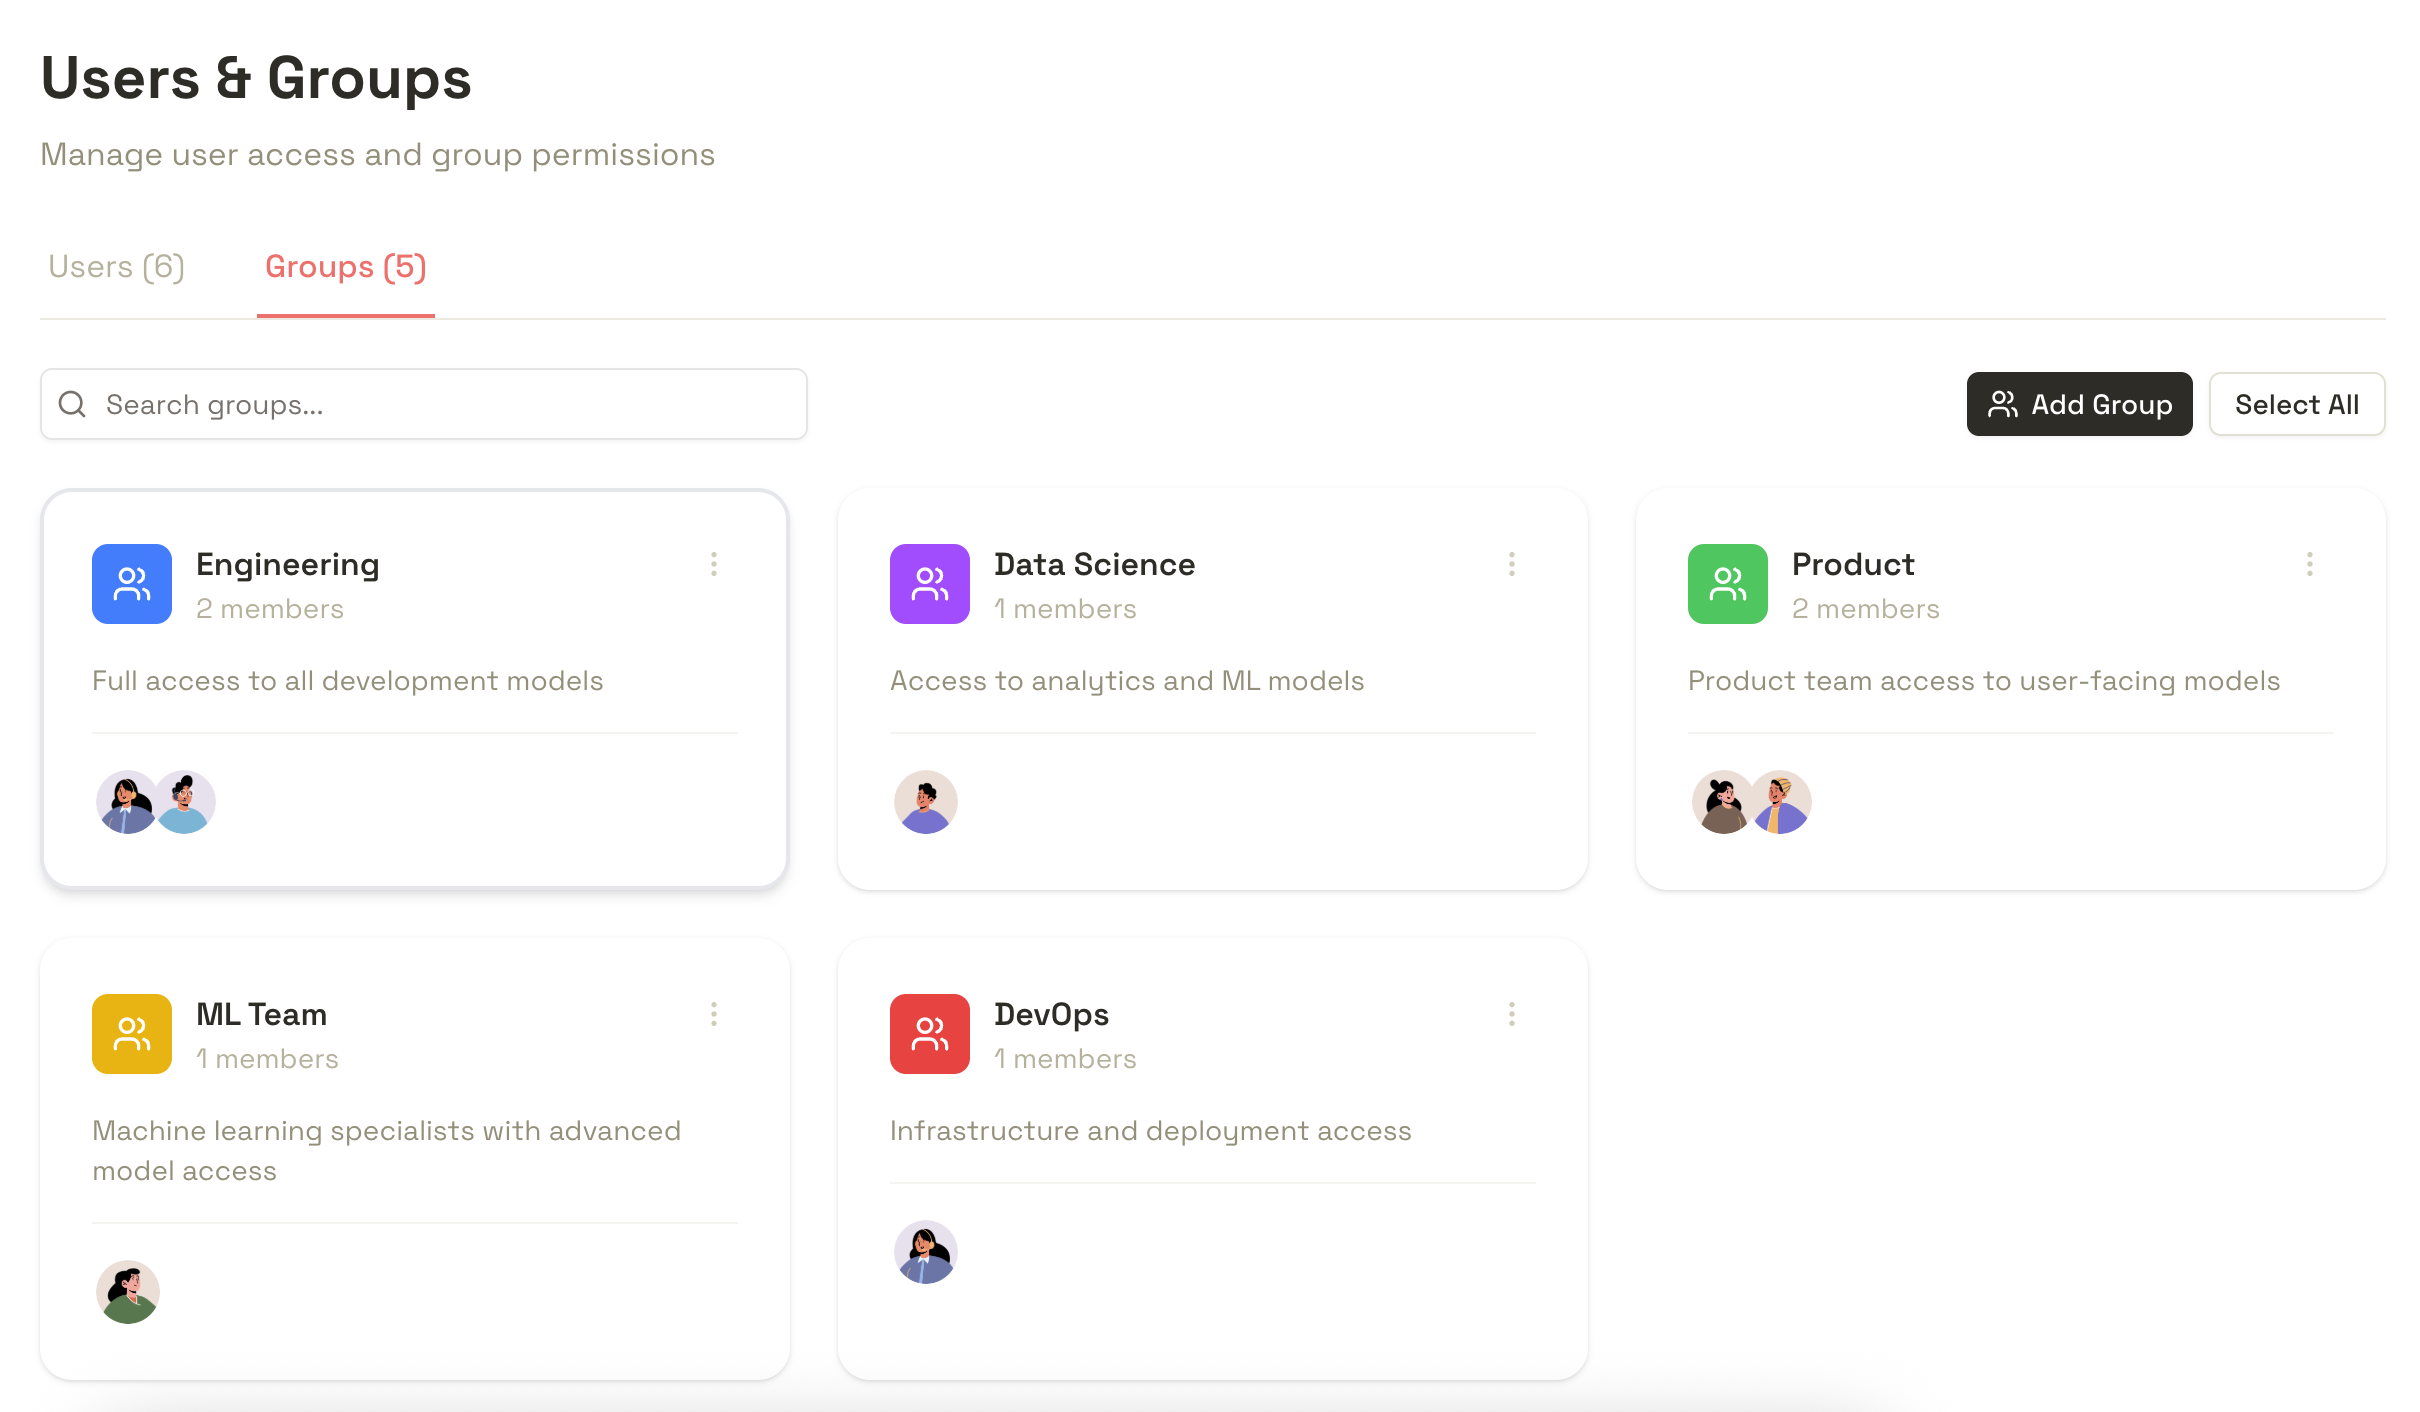 Users & Groups
Manage user access and group permissions
Users (6)
Groups (5)
Search groups...
Add Group
Select All
Engineering
2 members
Full access to all development models
Data Science
1 members
Access to analytics and ML models
Product
2 members
Product team access to user-facing models
ML Team
1 members
Machine learning specialists with advanced
model access
DevOps
1 members
Infrastructure and deployment access